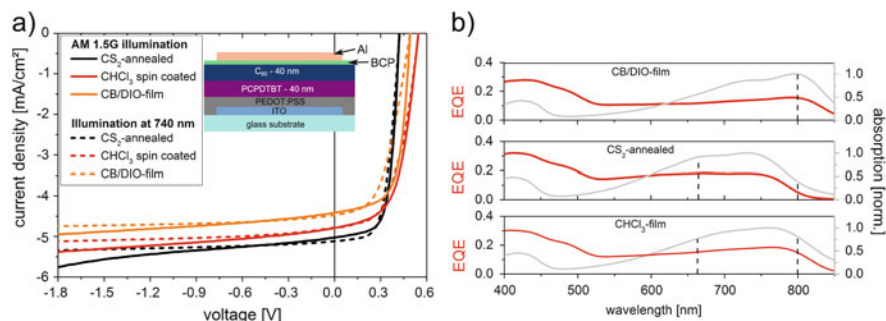 a)
current density [mA/cm²]
0
-1
-2
-3
-4
-5
-6
AM 1.5G illumination
CS₂-annealed
CHCl₃ spin coated
CB/DIO-film
Illumination at 740 nm
CS₂-annealed
CHCl₃ spin coated
CB/DIO-film
Al
BCP
C₆₀ - 40 nm
PCPDTBT - 40 nm
PEDOT:PSS
ITO
glass substrate
-1.8 -1.5 -1.2 -0.9 -0.6 -0.3 0.0 0.3 0.6
voltage [V]
b)
EQE
0.4
0.2
0.0
CB/DIO-film
1.0
0.5
0.0
EQE
0.4
0.2
0.0
CS₂-annealed
1.0
0.5
0.0
EQE
0.4
0.2
0.0
CHCl₃-film
1.0
0.5
0.0
absorption (norm.)
400 500 600 700 800
wavelength [nm]